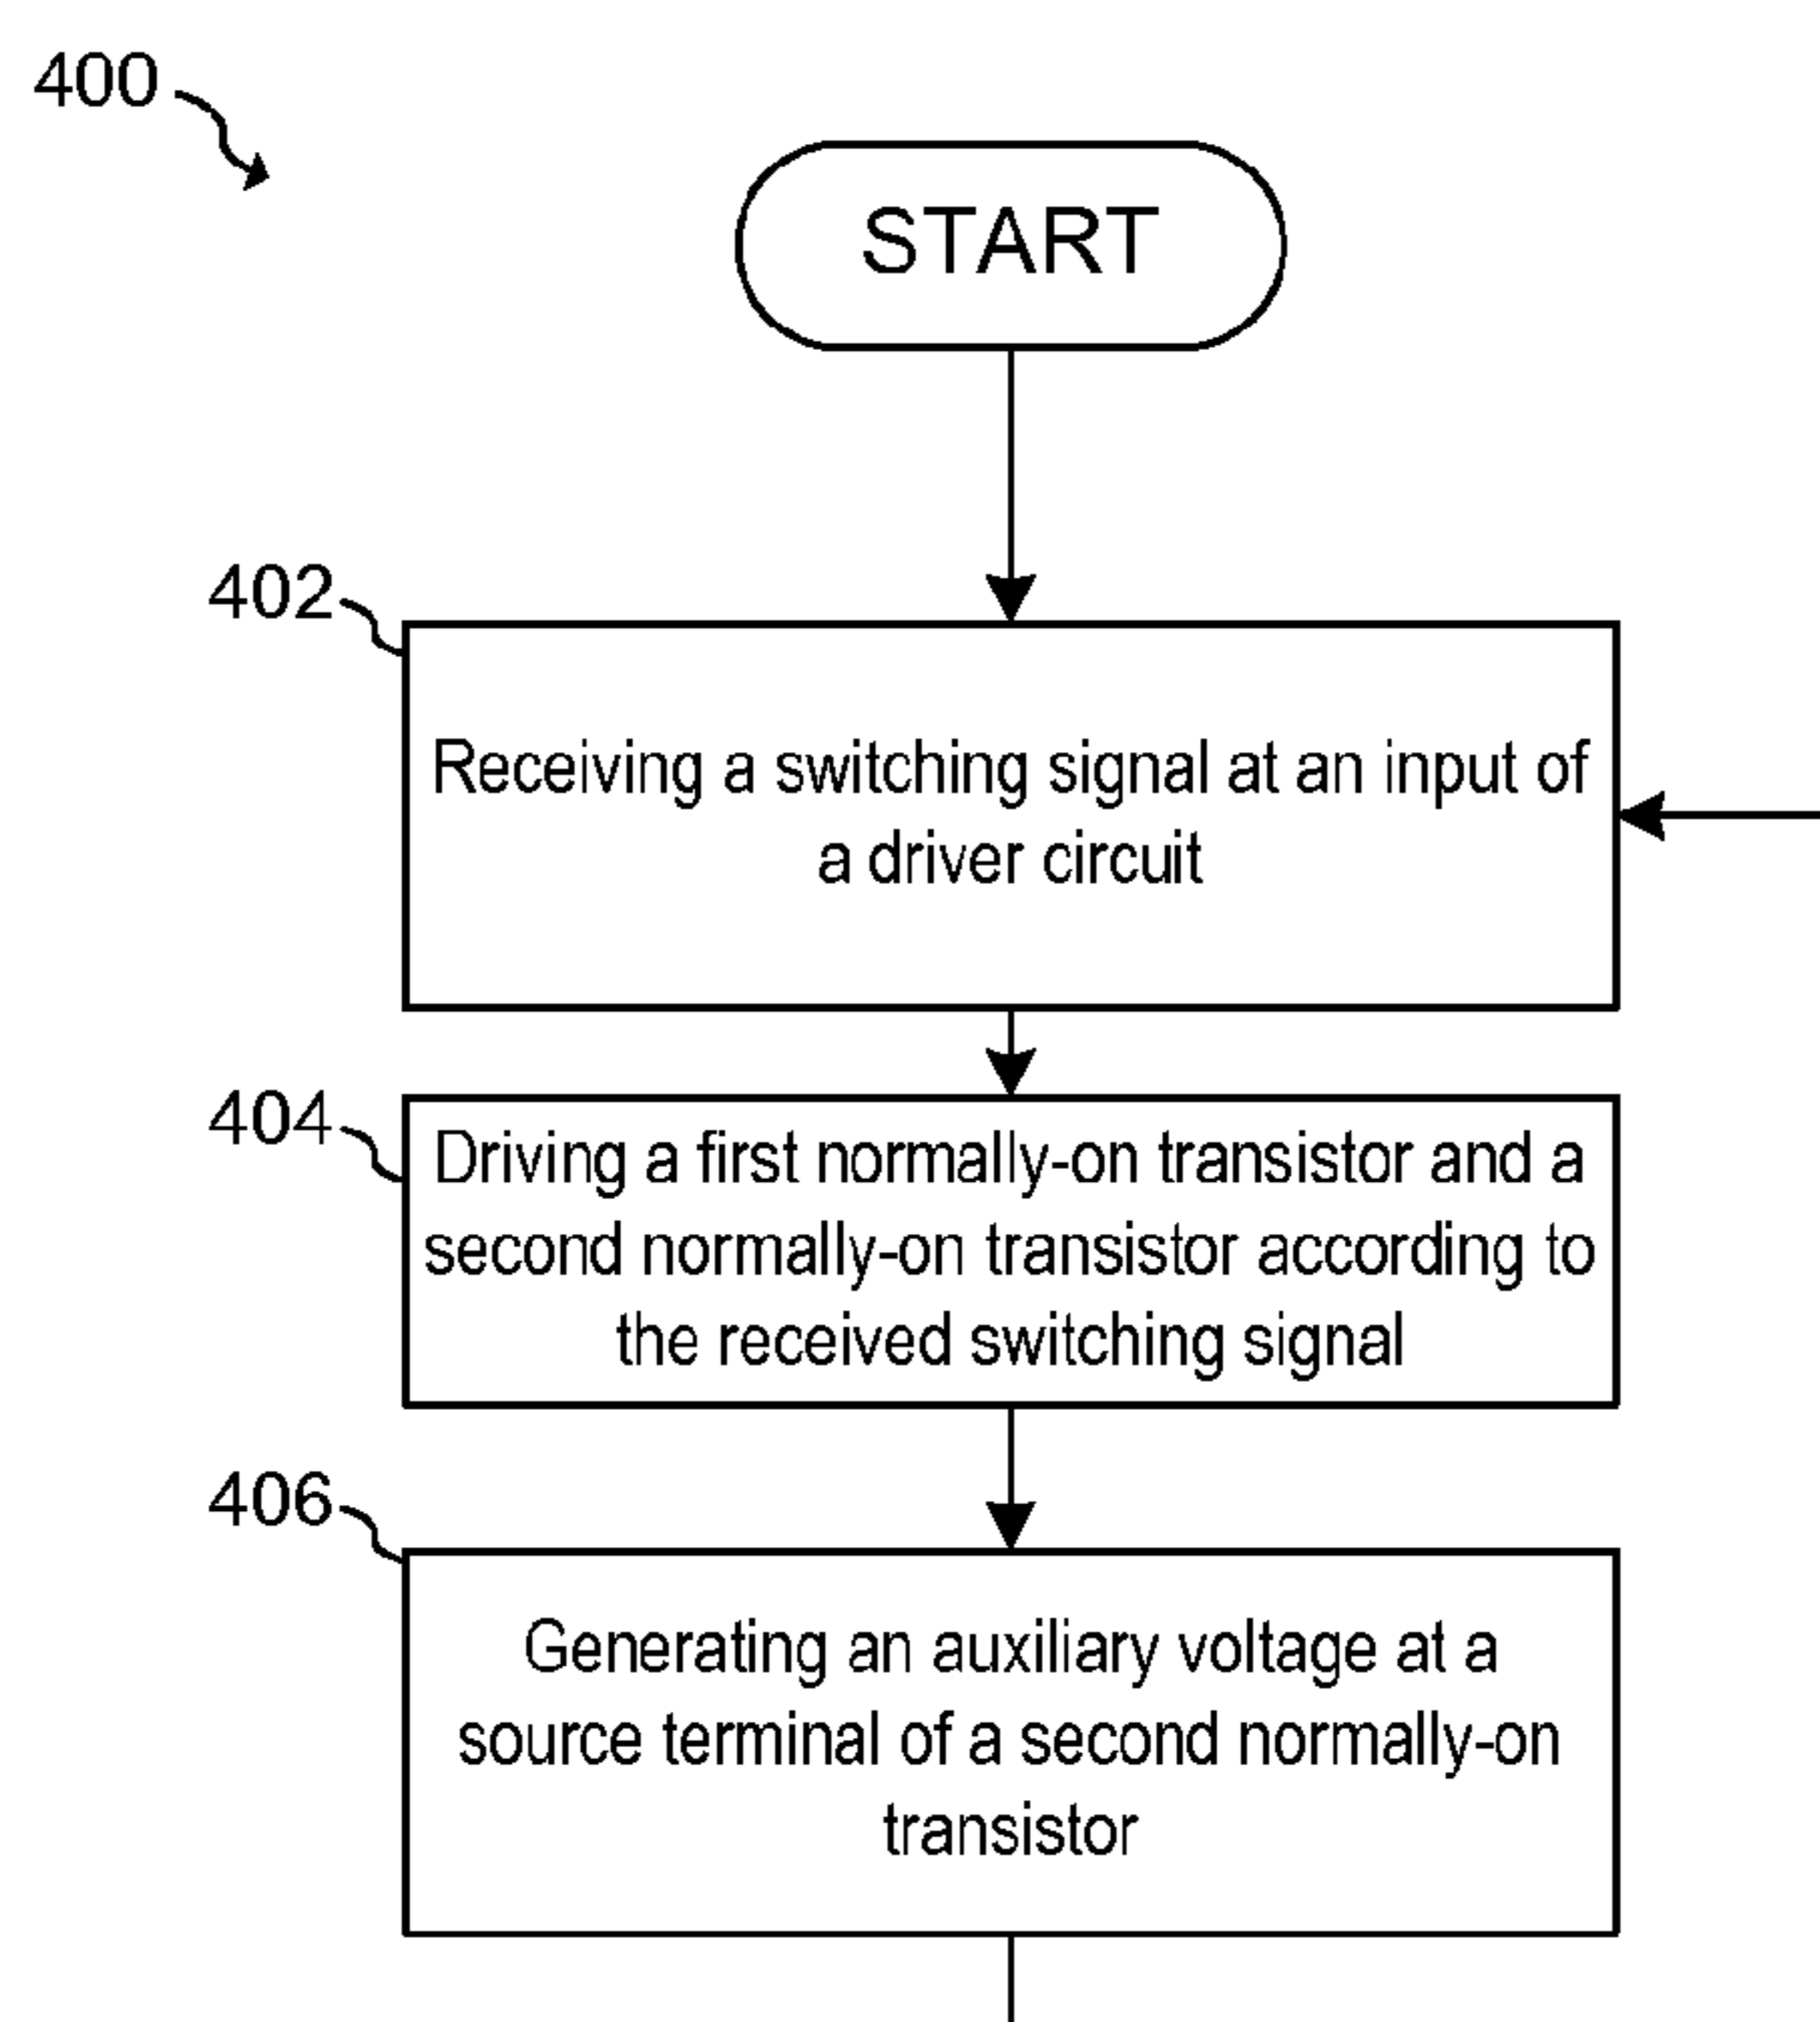 400
START
402
Receiving a switching signal at an input of
a driver circuit
404
Driving a first normally-on transistor and a
second normally-on transistor according to
the received switching signal
406
Generating an auxiliary voltage at a
source terminal of a second normally-on
transistor